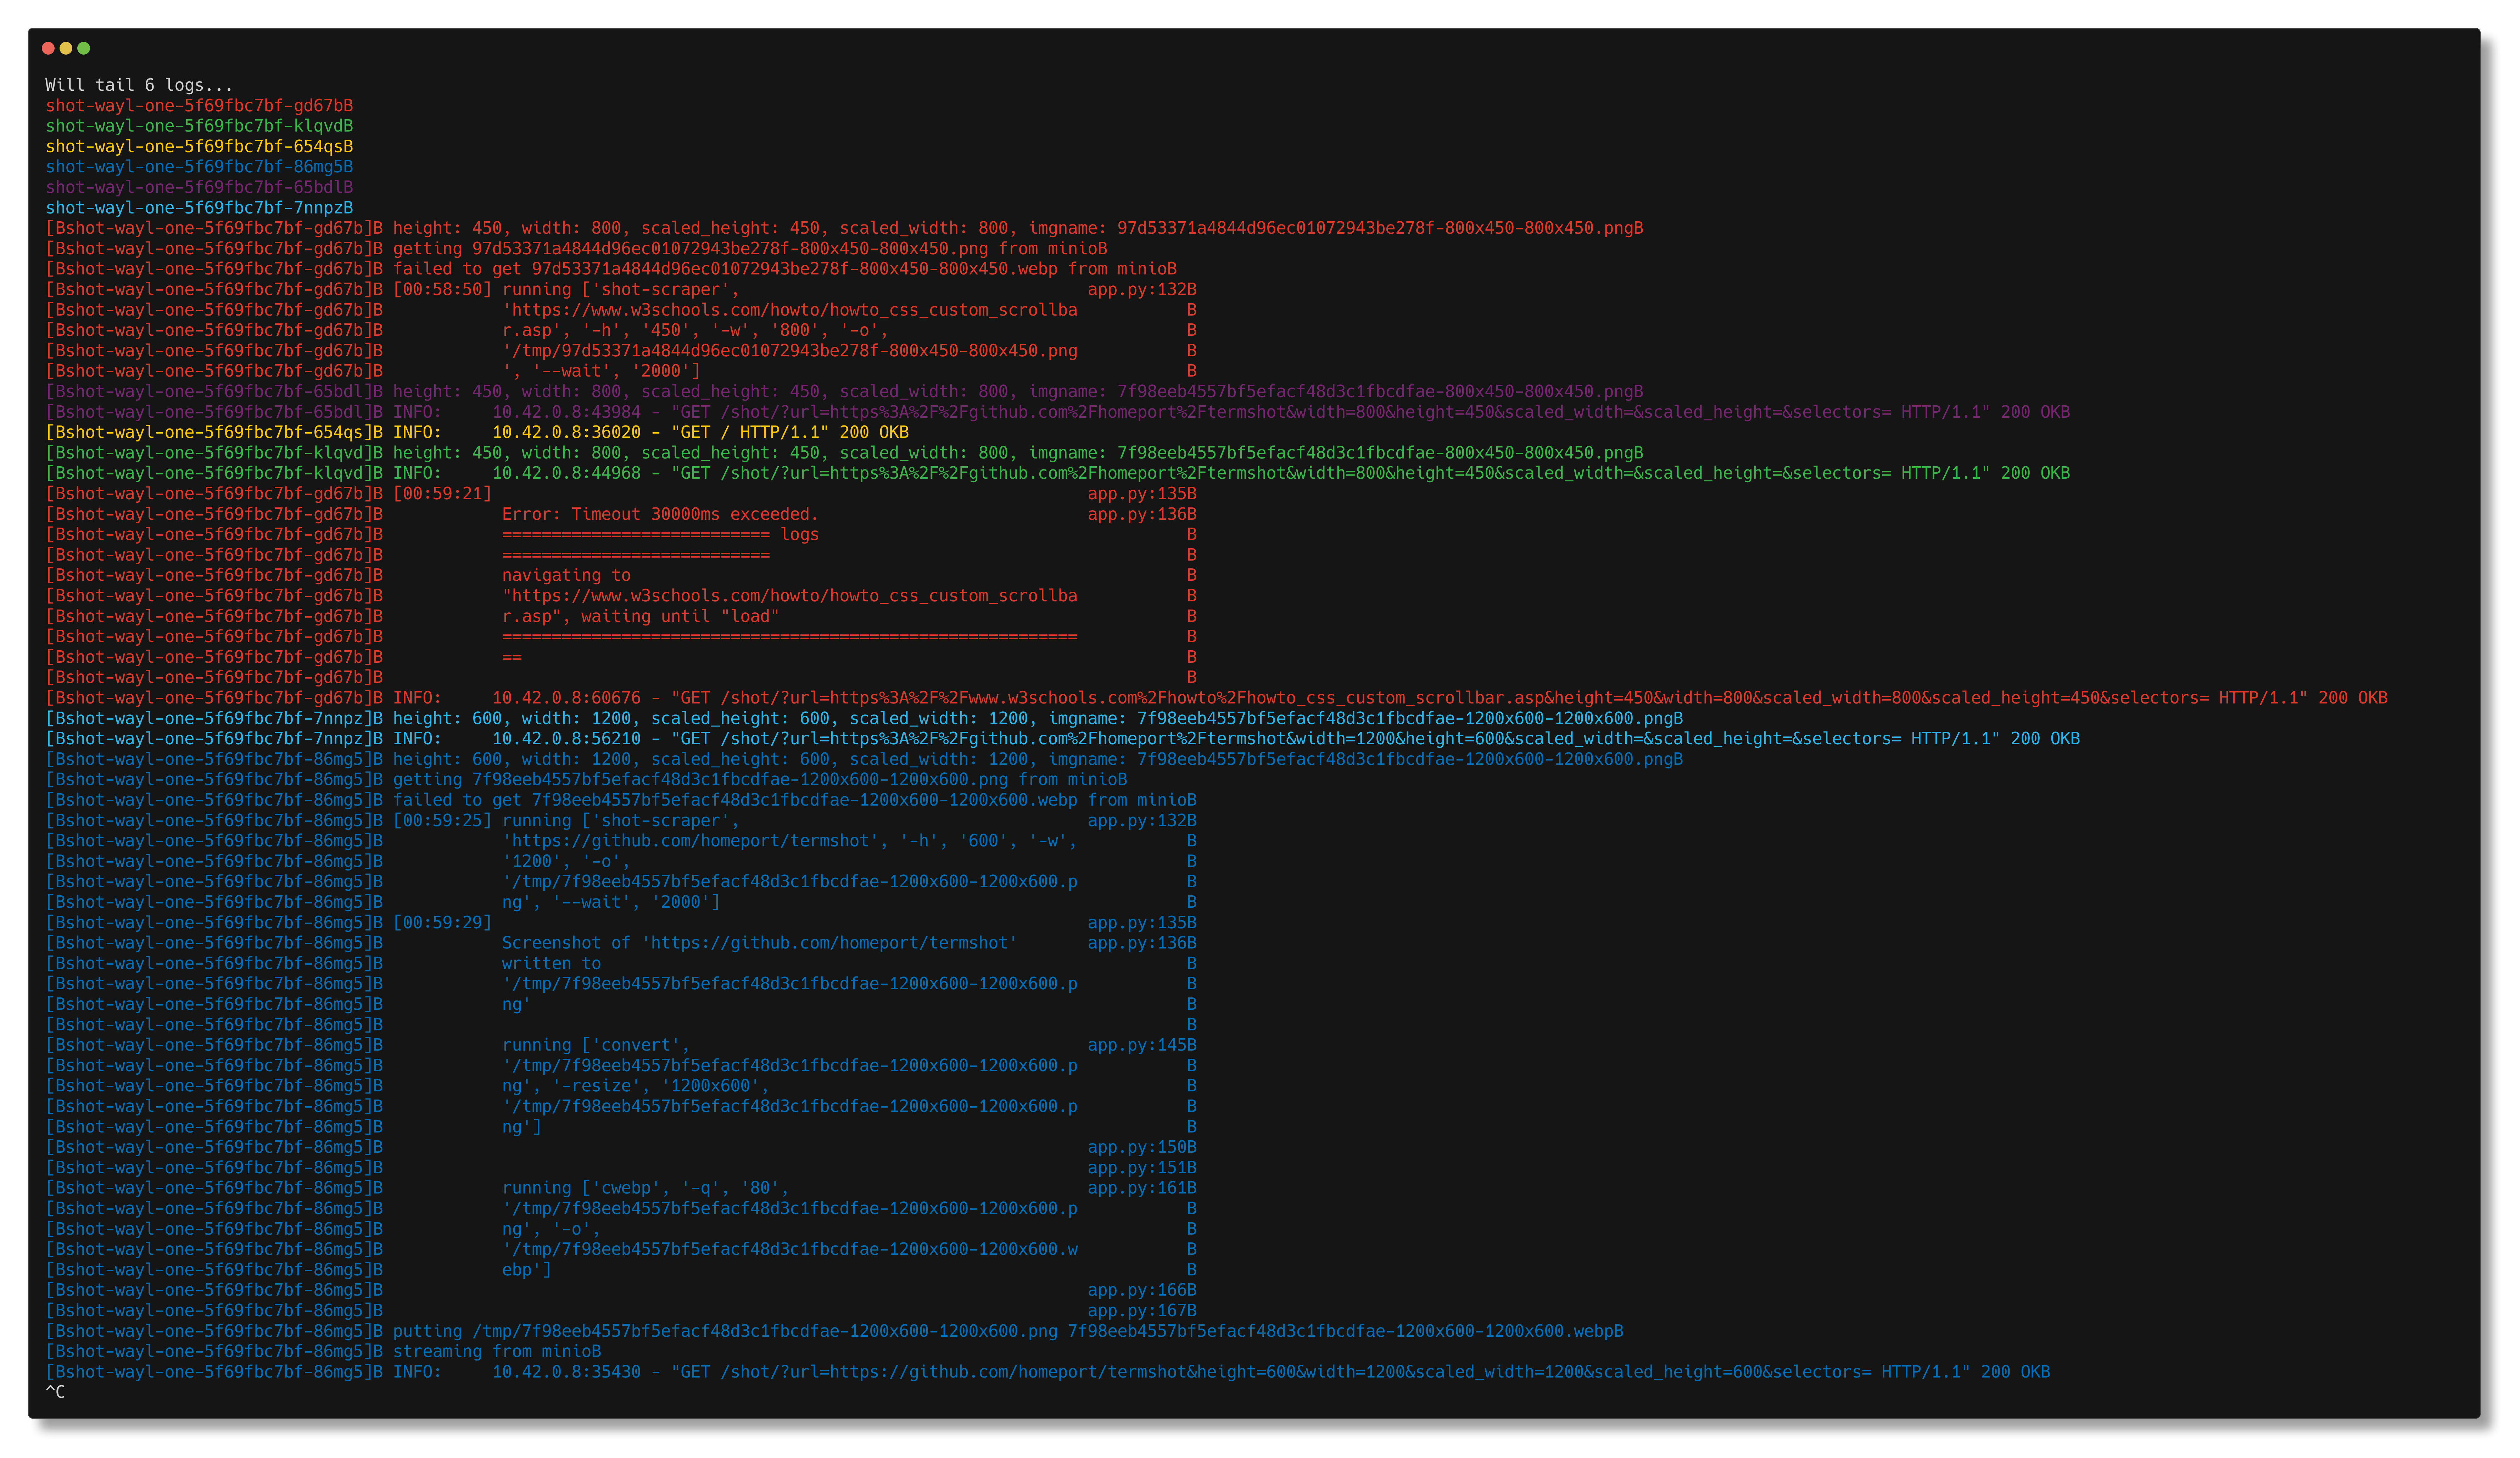 Will tail 6 logs...
shot-wayl-one-5f69fbc7bf-gd67bB
shot-wayl-one-5f69fbc7bf-klqvdB
shot-wayl-one-5f69fbc7bf-654qsB
shot-wayl-one-5f69fbc7bf-86mg5B
shot-wayl-one-5f69fbc7bf-65bdlB
shot-wayl-one-5f69fbc7bf-7nnpzB
[Bshot-wayl-one-5f69fbc7bf-gd67b]B height: 450, width: 800, scaled_height: 450, scaled_width: 800, imgname: 97d53371a4844d96ec01072943be278f-800x450-800x450.pngB
[Bshot-wayl-one-5f69fbc7bf-gd67b]B getting 97d53371a4844d96ec01072943be278f-800x450-800x450.png from minioB
[Bshot-wayl-one-5f69fbc7bf-gd67b]B failed to get 97d53371a4844d96ec01072943be278f-800x450-800x450.webp from minioB
[Bshot-wayl-one-5f69fbc7bf-gd67b]B [00:58:50] running ['shot-scraper', app.py:132B
[Bshot-wayl-one-5f69fbc7bf-gd67b]B 'https://www.w3schools.com/howto/howto_css_custom_scrollba B
[Bshot-wayl-one-5f69fbc7bf-gd67b]B r.asp', '-h', '450', '-w', '800', '-o', B
[Bshot-wayl-one-5f69fbc7bf-gd67b]B '/tmp/97d53371a4844d96ec01072943be278f-800x450-800x450.png B
[Bshot-wayl-one-5f69fbc7bf-gd67b]B ', '--wait', '2000'] B
[Bshot-wayl-one-5f69fbc7bf-65bdl]B height: 450, width: 800, scaled_height: 450, scaled_width: 800, imgname: 7f98eeb4557bf5efacf48d3c1fbcdfae-800x450-800x450.pngB
[Bshot-wayl-one-5f69fbc7bf-65bdl]B INFO: 10.42.0.8:43984 - "GET /shot/?url=https%3A%2F%2Fgithub.com%2Fhomeport%2Ftermshot&width=800&height=450&scaled_width=&scaled_height=&selectors= HTTP/1.1" 200 OKB
[Bshot-wayl-one-5f69fbc7bf-654qs]B INFO: 10.42.0.8:36020 - "GET / HTTP/1.1" 200 OKB
[Bshot-wayl-one-5f69fbc7bf-klqvd]B height: 450, width: 800, scaled_height: 450, scaled_width: 800, imgname: 7f98eeb4557bf5efacf48d3c1fbcdfae-800x450-800x450.pngB
[Bshot-wayl-one-5f69fbc7bf-klqvd]B INFO: 10.42.0.8:44968 - "GET /shot/?url=https%3A%2F%2Fgithub.com%2Fhomeport%2Ftermshot&width=800&height=450&scaled_width=&scaled_height=&selectors= HTTP/1.1" 200 OKB
[Bshot-wayl-one-5f69fbc7bf-gd67b]B [00:59:21] app.py:135B
[Bshot-wayl-one-5f69fbc7bf-gd67b]B Error: Timeout 30000ms exceeded. app.py:136B
[Bshot-wayl-one-5f69fbc7bf-gd67b]B =========================== logs B
[Bshot-wayl-one-5f69fbc7bf-gd67b]B =========================== B
[Bshot-wayl-one-5f69fbc7bf-gd67b]B navigating to B
[Bshot-wayl-one-5f69fbc7bf-gd67b]B "https://www.w3schools.com/howto/howto_css_custom_scrollba B
[Bshot-wayl-one-5f69fbc7bf-gd67b]B r.asp", waiting until "load" B
[Bshot-wayl-one-5f69fbc7bf-gd67b]B ========================================================== B
[Bshot-wayl-one-5f69fbc7bf-gd67b]B == B
[Bshot-wayl-one-5f69fbc7bf-gd67b]B B
[Bshot-wayl-one-5f69fbc7bf-gd67b]B INFO: 10.42.0.8:60676 - "GET /shot/?url=https%3A%2F%2Fwww.w3schools.com%2Fhowto%2Fhowto_css_custom_scrollbar.asp&height=450&width=800&scaled_width=800&scaled_height=450&selectors= HTTP/1.1" 200 OKB
[Bshot-wayl-one-5f69fbc7bf-7nnpz]B height: 600, width: 1200, scaled_height: 600, scaled_width: 1200, imgname: 7f98eeb4557bf5efacf48d3c1fbcdfae-1200x600-1200x600.pngB
[Bshot-wayl-one-5f69fbc7bf-7nnpz]B INFO: 10.42.0.8:56210 - "GET /shot/?url=https%3A%2F%2Fgithub.com%2Fhomeport%2Ftermshot&width=1200&height=600&scaled_width=&scaled_height=&selectors= HTTP/1.1" 200 OKB
[Bshot-wayl-one-5f69fbc7bf-86mg5]B height: 600, width: 1200, scaled_height: 600, scaled_width: 1200, imgname: 7f98eeb4557bf5efacf48d3c1fbcdfae-1200x600-1200x600.pngB
[Bshot-wayl-one-5f69fbc7bf-86mg5]B getting 7f98eeb4557bf5efacf48d3c1fbcdfae-1200x600-1200x600.png from minioB
[Bshot-wayl-one-5f69fbc7bf-86mg5]B failed to get 7f98eeb4557bf5efacf48d3c1fbcdfae-1200x600-1200x600.webp from minioB
[Bshot-wayl-one-5f69fbc7bf-86mg5]B [00:59:25] running ['shot-scraper', app.py:132B
[Bshot-wayl-one-5f69fbc7bf-86mg5]B 'https://github.com/homeport/termshot', '-h', '600', '-w', B
[Bshot-wayl-one-5f69fbc7bf-86mg5]B '1200', '-o', B
[Bshot-wayl-one-5f69fbc7bf-86mg5]B '/tmp/7f98eeb4557bf5efacf48d3c1fbcdfae-1200x600-1200x600.p B
[Bshot-wayl-one-5f69fbc7bf-86mg5]B ng', '--wait', '2000'] B
[Bshot-wayl-one-5f69fbc7bf-86mg5]B [00:59:29] app.py:135B
[Bshot-wayl-one-5f69fbc7bf-86mg5]B Screenshot of 'https://github.com/homeport/termshot' app.py:136B
[Bshot-wayl-one-5f69fbc7bf-86mg5]B written to B
[Bshot-wayl-one-5f69fbc7bf-86mg5]B '/tmp/7f98eeb4557bf5efacf48d3c1fbcdfae-1200x600-1200x600.p B
[Bshot-wayl-one-5f69fbc7bf-86mg5]B ng' B
[Bshot-wayl-one-5f69fbc7bf-86mg5]B B
[Bshot-wayl-one-5f69fbc7bf-86mg5]B running ['convert', app.py:145B
[Bshot-wayl-one-5f69fbc7bf-86mg5]B '/tmp/7f98eeb4557bf5efacf48d3c1fbcdfae-1200x600-1200x600.p B
[Bshot-wayl-one-5f69fbc7bf-86mg5]B ng', '-resize', '1200x600', B
[Bshot-wayl-one-5f69fbc7bf-86mg5]B '/tmp/7f98eeb4557bf5efacf48d3c1fbcdfae-1200x600-1200x600.p B
[Bshot-wayl-one-5f69fbc7bf-86mg5]B ng'] B
[Bshot-wayl-one-5f69fbc7bf-86mg5]B app.py:150B
[Bshot-wayl-one-5f69fbc7bf-86mg5]B app.py:151B
[Bshot-wayl-one-5f69fbc7bf-86mg5]B running ['cwebp', '-q', '80', app.py:161B
[Bshot-wayl-one-5f69fbc7bf-86mg5]B '/tmp/7f98eeb4557bf5efacf48d3c1fbcdfae-1200x600-1200x600.p B
[Bshot-wayl-one-5f69fbc7bf-86mg5]B ng', '-o', B
[Bshot-wayl-one-5f69fbc7bf-86mg5]B '/tmp/7f98eeb4557bf5efacf48d3c1fbcdfae-1200x600-1200x600.w B
[Bshot-wayl-one-5f69fbc7bf-86mg5]B ebp'] B
[Bshot-wayl-one-5f69fbc7bf-86mg5]B app.py:166B
[Bshot-wayl-one-5f69fbc7bf-86mg5]B app.py:167B
[Bshot-wayl-one-5f69fbc7bf-86mg5]B putting /tmp/7f98eeb4557bf5efacf48d3c1fbcdfae-1200x600-1200x600.png 7f98eeb4557bf5efacf48d3c1fbcdfae-1200x600-1200x600.webpB
[Bshot-wayl-one-5f69fbc7bf-86mg5]B streaming from minioB
[Bshot-wayl-one-5f69fbc7bf-86mg5]B INFO: 10.42.0.8:35430 - "GET /shot/?url=https://github.com/homeport/termshot&height=600&width=1200&scaled_width=1200&scaled_height=600&selectors= HTTP/1.1" 200 OKB
^C